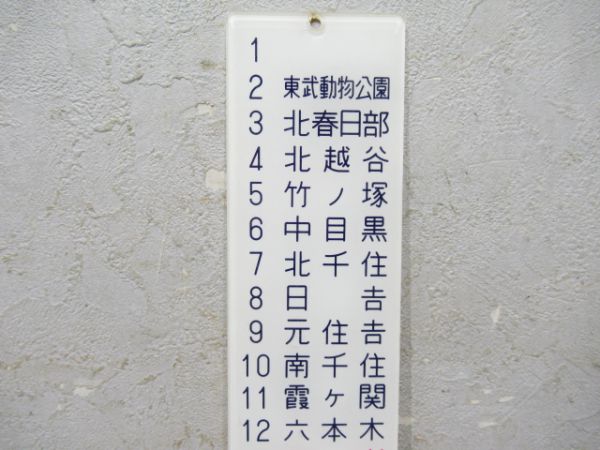 1
2 東武動物公園
3 北春日部
4 北越谷
5 竹ノ塚
6 中目黒
7 北千住
8 日吉
9 元住吉
10 南千住
11 霞ヶ関
12 六本木